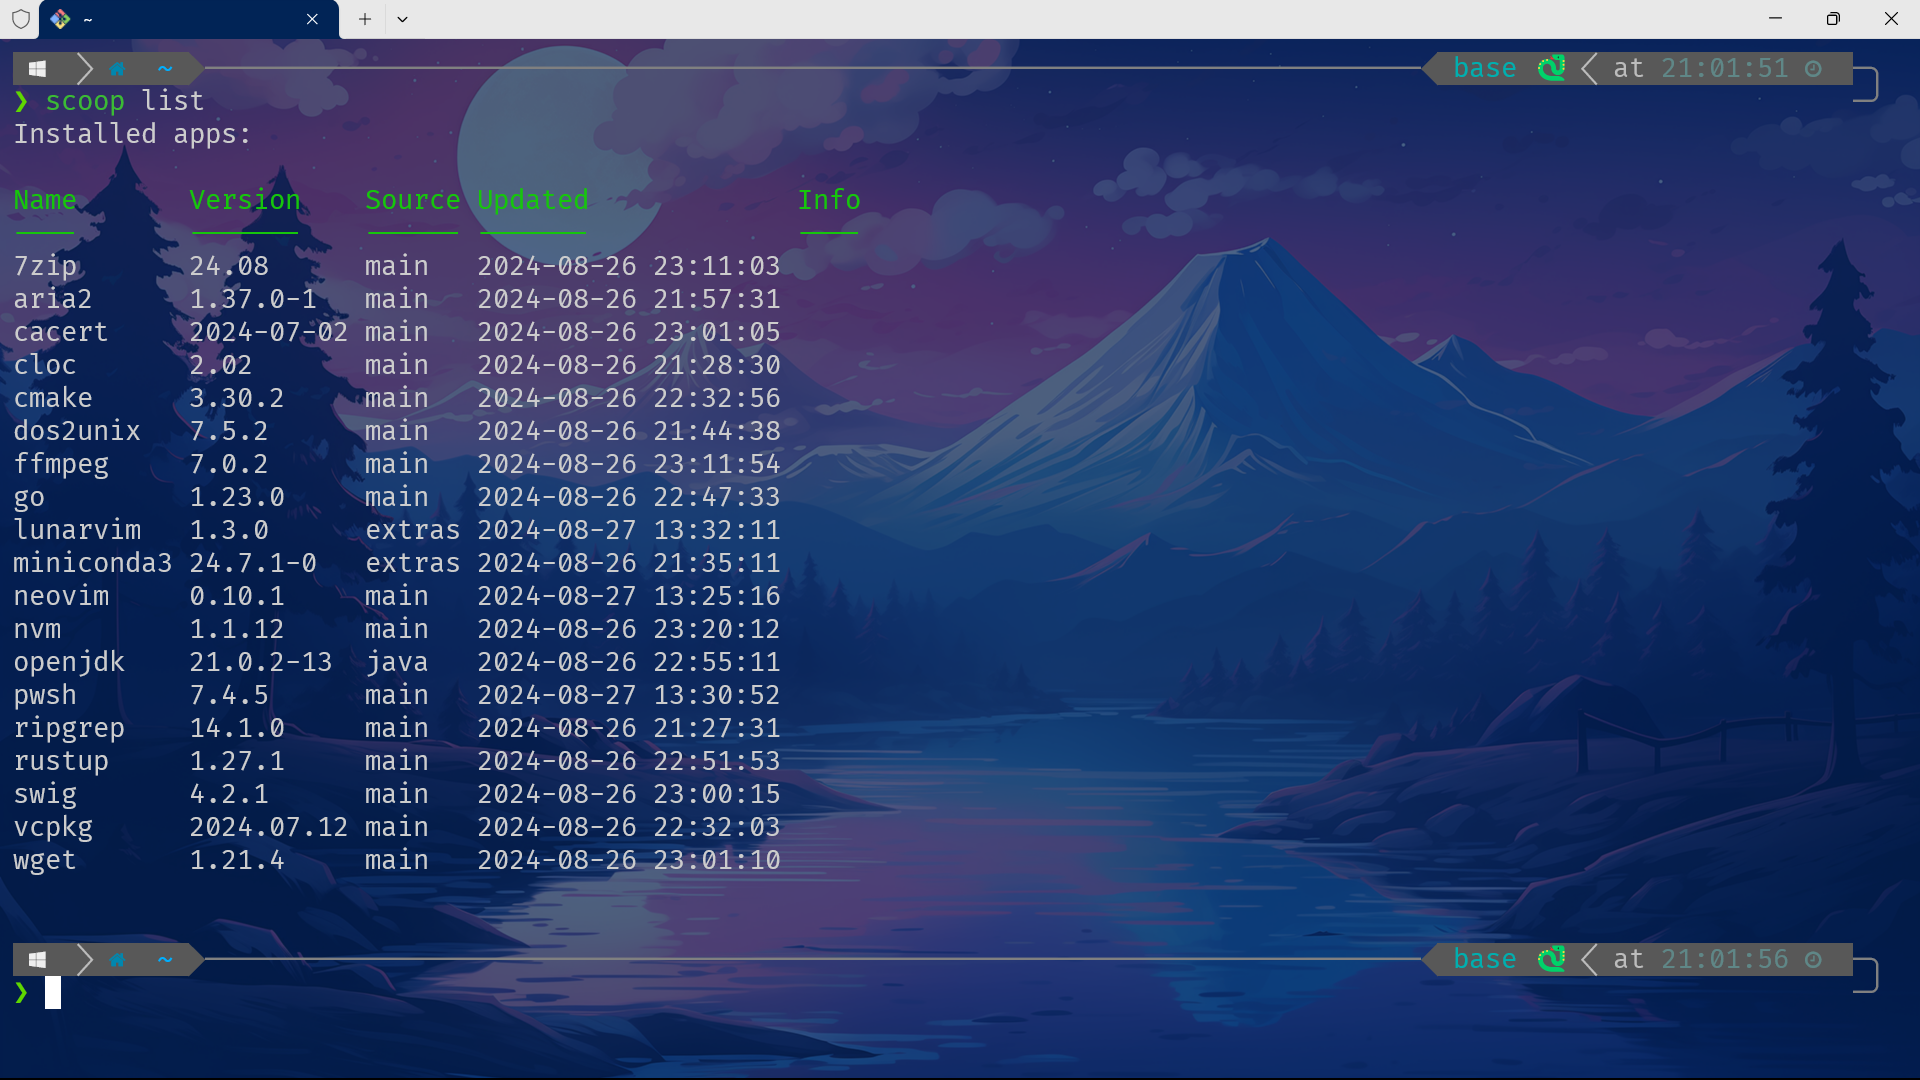 ~
~ base at 21:01:51
❯ scoop list
Installed apps:
Name Version Source Updated Info
7zip 24.08 main 2024-08-26 23:11:03
aria2 1.37.0-1 main 2024-08-26 21:57:31
cacert 2024-07-02 main 2024-08-26 23:01:05
cloc 2.02 main 2024-08-26 21:28:30
cmake 3.30.2 main 2024-08-26 22:32:56
dos2unix 7.5.2 main 2024-08-26 21:44:38
ffmpeg 7.0.2 main 2024-08-26 23:11:54
go 1.23.0 main 2024-08-26 22:47:33
lunarvim 1.3.0 extras 2024-08-27 13:32:11
miniconda3 24.7.1-0 extras 2024-08-26 21:35:11
neovim 0.10.1 main 2024-08-27 13:25:16
nvm 1.1.12 main 2024-08-26 23:20:12
openjdk 21.0.2-13 java 2024-08-26 22:55:11
pwsh 7.4.5 main 2024-08-27 13:30:52
ripgrep 14.1.0 main 2024-08-26 21:27:31
rustup 1.27.1 main 2024-08-26 22:51:53
swig 4.2.1 main 2024-08-26 23:00:15
vcpkg 2024.07.12 main 2024-08-26 22:32:03
wget 1.21.4 main 2024-08-26 23:01:10
~ base at 21:01:56
❯